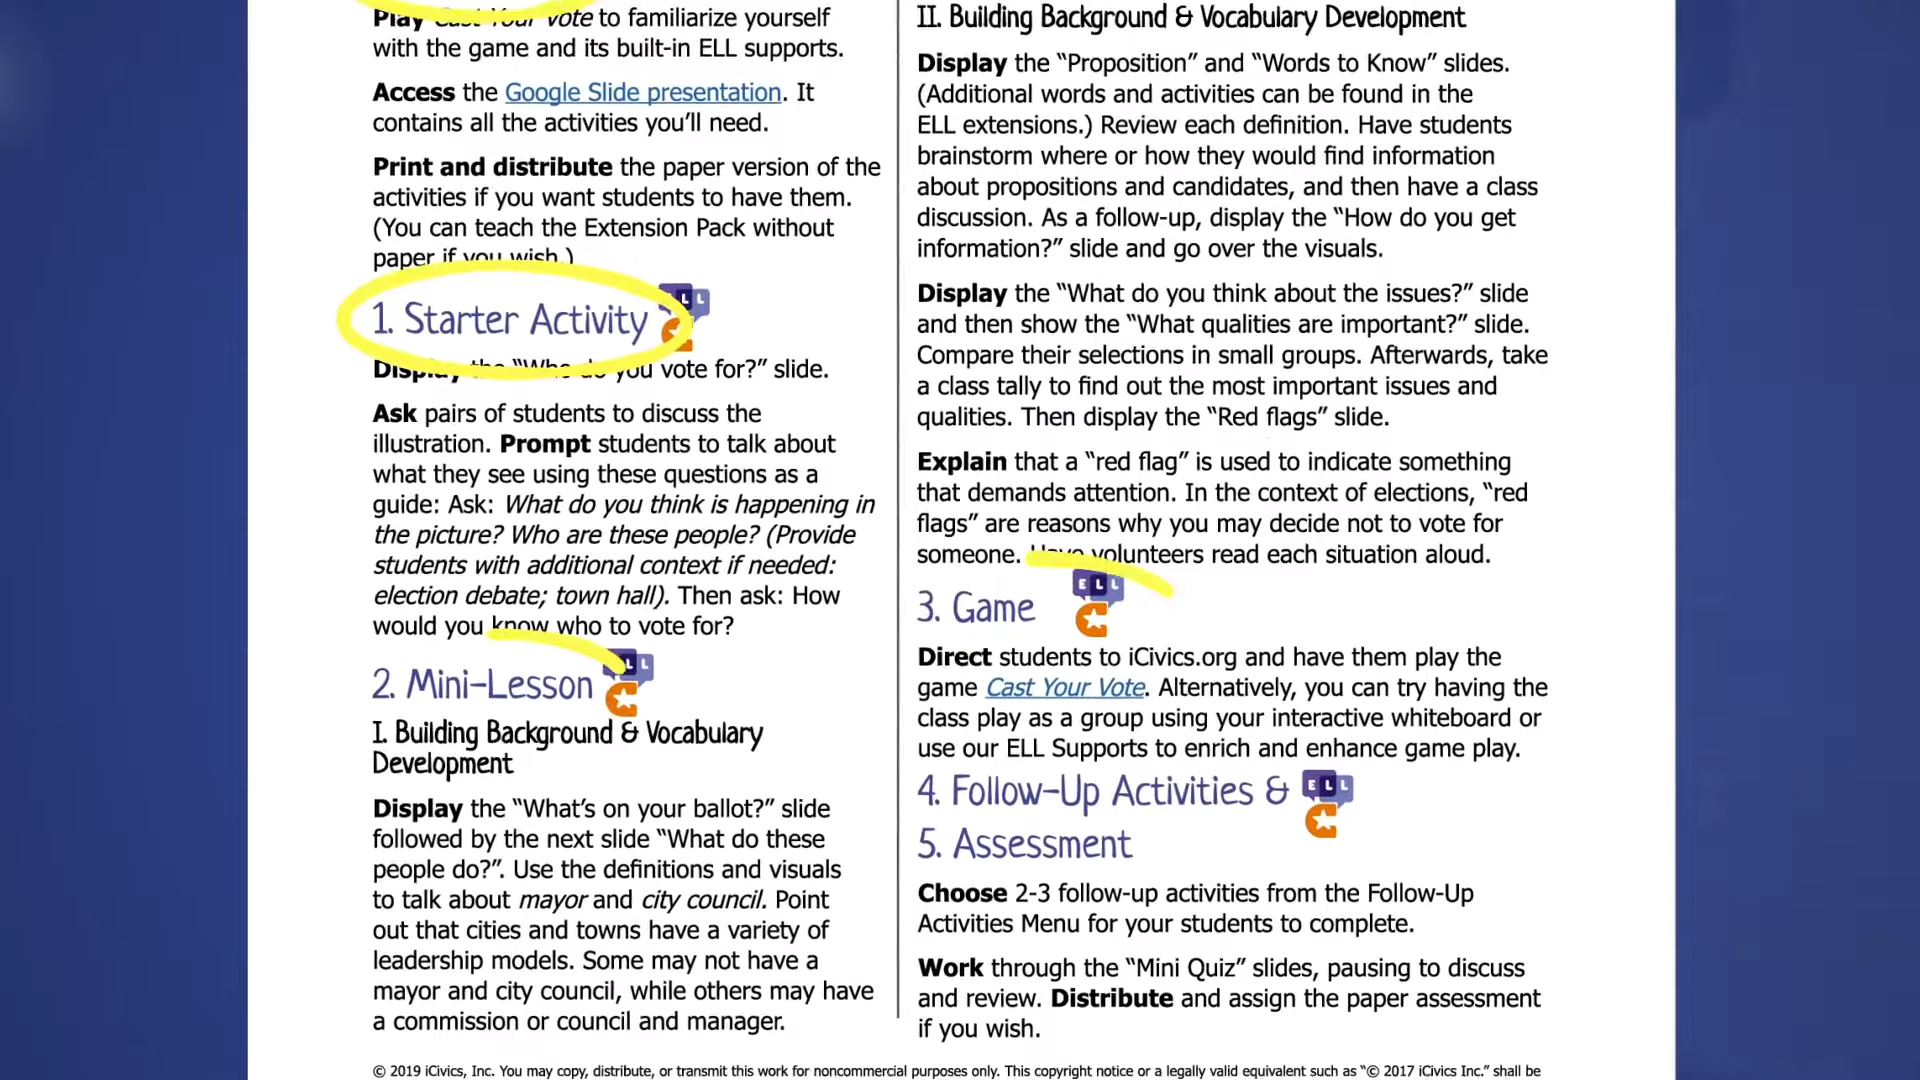 Play Cast Your Vote to familiarize yourself
with the game and its built-in ELL supports.
Access the Google Slide presentation. It
contains all the activities you’ll need.
Print and distribute the paper version of the
activities if you want students to have them.
(You can teach the Extension Pack without
paper if you wish.)
1. Starter Activity
ELL
Display the “Who do you vote for?” slide.
Ask pairs of students to discuss the
illustration. Prompt students to talk about
what they see using these questions as a
guide: Ask: What do you think is happening in
the picture? Who are these people? (Provide
students with additional context if needed:
election debate; town hall). Then ask: How
would you know who to vote for?
2. Mini-Lesson
ELL
I. Building Background & Vocabulary
Development
Display the “What’s on your ballot?” slide
followed by the next slide “What do these
people do?”. Use the definitions and visuals
to talk about mayor and city council. Point
out that cities and towns have a variety of
leadership models. Some may not have a
mayor and city council, while others may have
a commission or council and manager.
II. Building Background & Vocabulary Development
Display the “Proposition” and “Words to Know” slides.
(Additional words and activities can be found in the
ELL extensions.) Review each definition. Have students
brainstorm where or how they would find information
about propositions and candidates, and then have a class
discussion. As a follow-up, display the “How do you get
information?” slide and go over the visuals.
Display the “What do you think about the issues?” slide
and then show the “What qualities are important?” slide.
Compare their selections in small groups. Afterwards, take
a class tally to find out the most important issues and
qualities. Then display the “Red flags” slide.
Explain that a “red flag” is used to indicate something
that demands attention. In the context of elections, “red
flags” are reasons why you may decide not to vote for
someone. Have volunteers read each situation aloud.
3. Game
ELL
Direct students to iCivics.org and have them play the
game Cast Your Vote. Alternatively, you can try having the
class play as a group using your interactive whiteboard or
use our ELL Supports to enrich and enhance game play.
4. Follow-Up Activities &
ELL
5. Assessment
Choose 2-3 follow-up activities from the Follow-Up
Activities Menu for your students to complete.
Work through the “Mini Quiz” slides, pausing to discuss
and review. Distribute and assign the paper assessment
if you wish.
© 2019 iCivics, Inc. You may copy, distribute, or transmit this work for noncommercial purposes only. This copyright notice or a legally valid equivalent such as “© 2017 iCivics Inc.” shall be